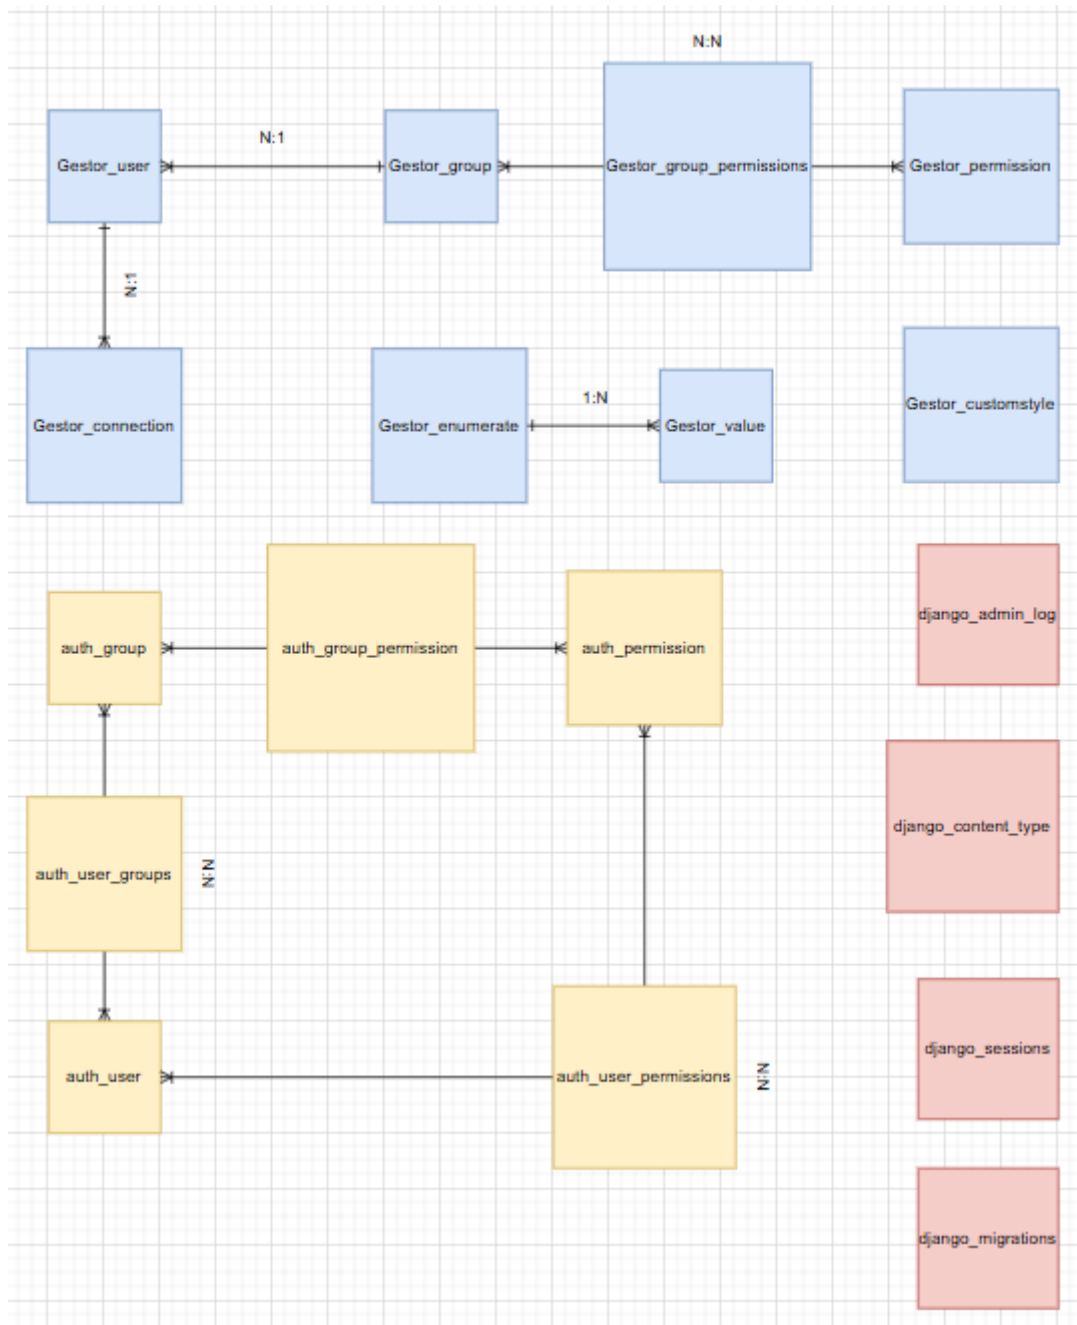 N:N
Gestor_user
N:1
Gestor_group
Gestor_group_permissions
Gestor_permission
N:1
Gestor_connection
Gestor_enumerate
1:N
Gestor_value
Gestor_customstyle
auth_group
auth_group_permission
auth_permission
django_admin_log
django_content_type
auth_user_groups
N:N
django_sessions
auth_user
auth_user_permissions
N:N
django_migrations